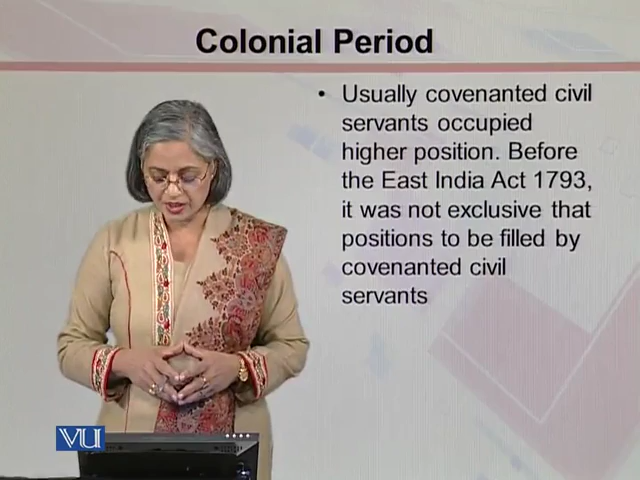 Colonial Period
• Usually covenanted civil
servants occupied
higher position. Before
the East India Act 1793,
it was not exclusive that
positions to be filled by
covenanted civil
servants
VU